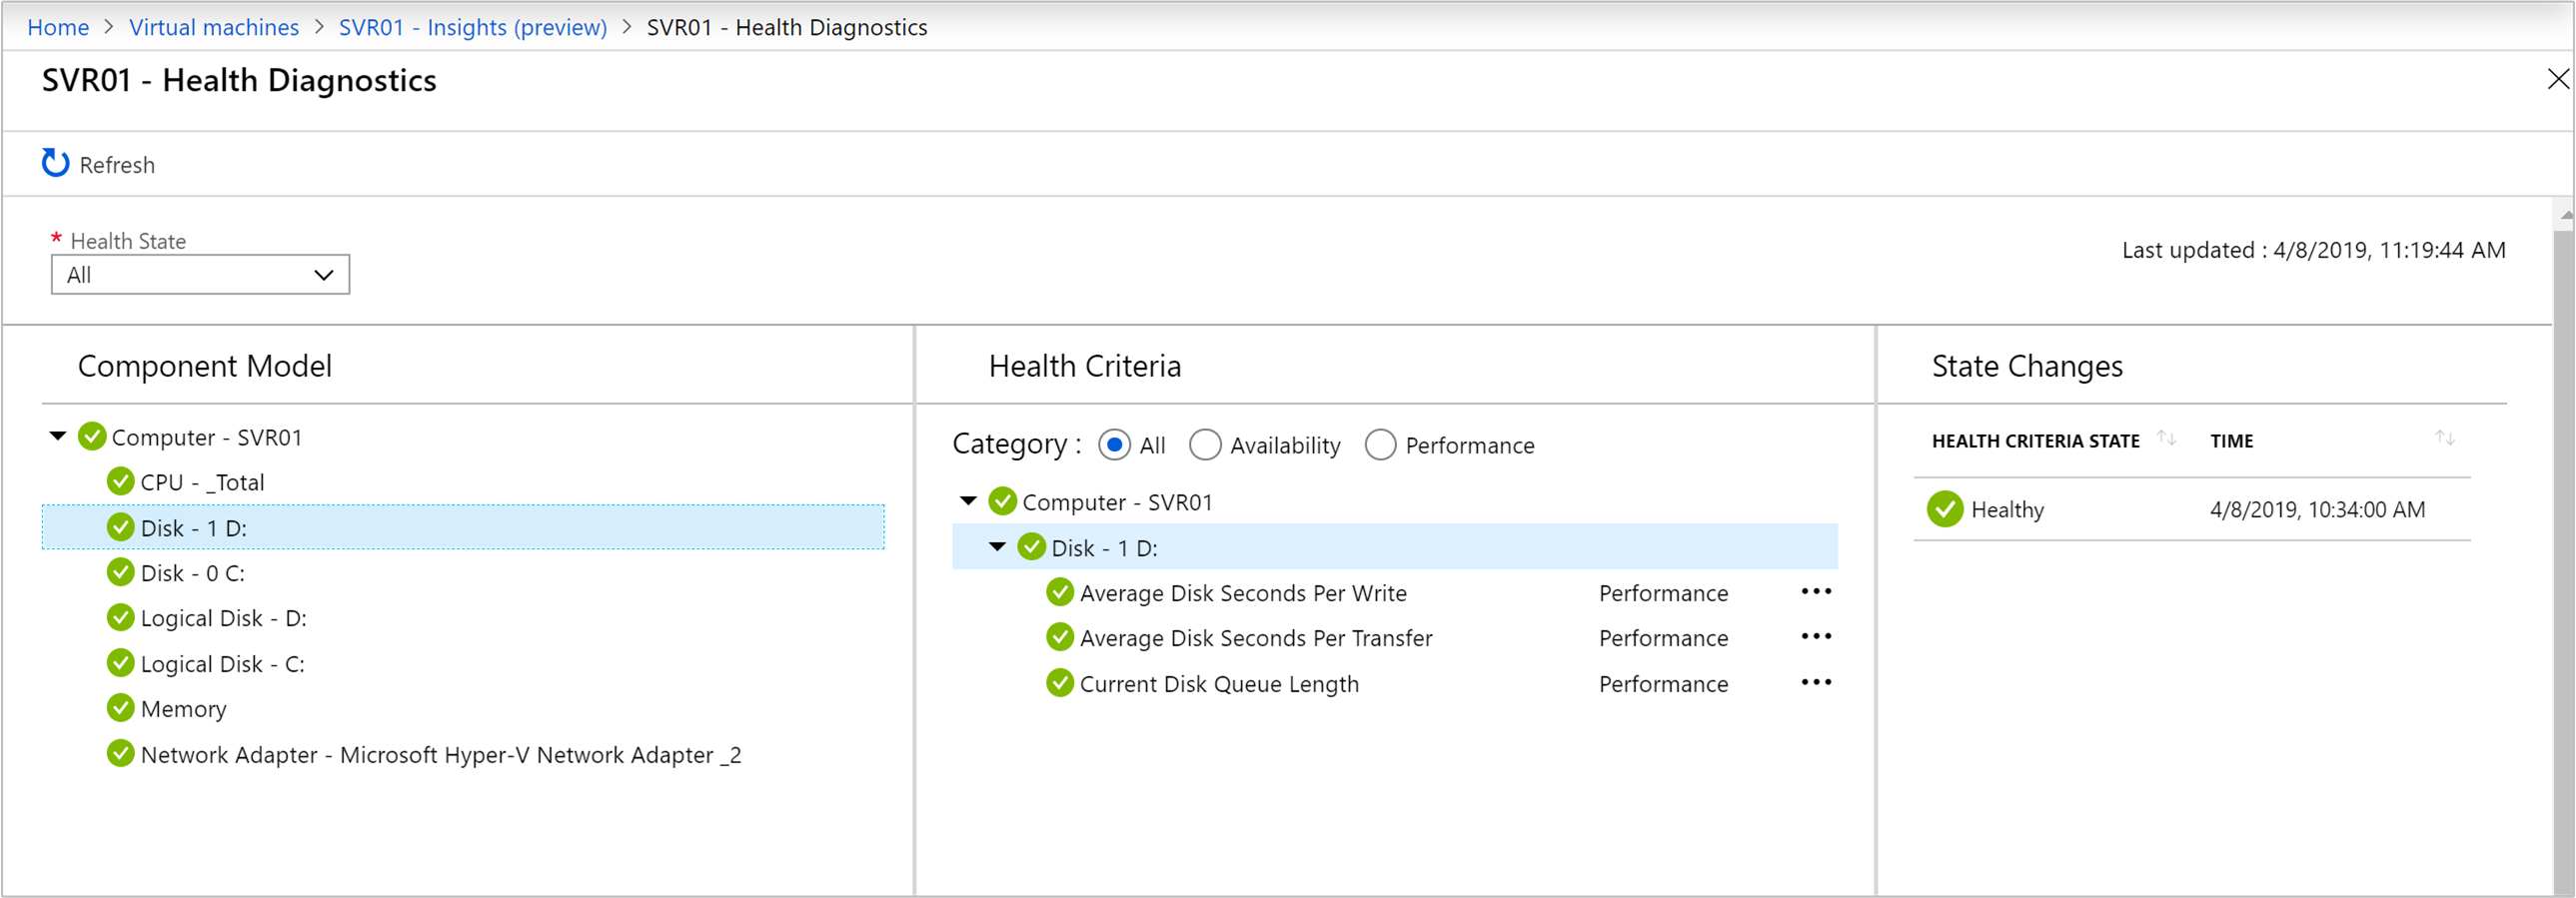 Home > Virtual machines > SVR01 - Insights (preview) > SVR01 - Health Diagnostics
SVR01 - Health Diagnostics
Refresh
* Health State
All
Last updated : 4/8/2019, 11:19:44 AM
Component Model
Computer - SVR01
CPU - _Total
Disk - 1 D:
Disk - 0 C:
Logical Disk - D:
Logical Disk - C:
Memory
Network Adapter - Microsoft Hyper-V Network Adapter _2
Health Criteria
Category : All Availability Performance
Computer - SVR01
Disk - 1 D:
Average Disk Seconds Per Write Performance
Average Disk Seconds Per Transfer Performance
Current Disk Queue Length Performance
State Changes
HEALTH CRITERIA STATE TIME
Healthy 4/8/2019, 10:34:00 AM